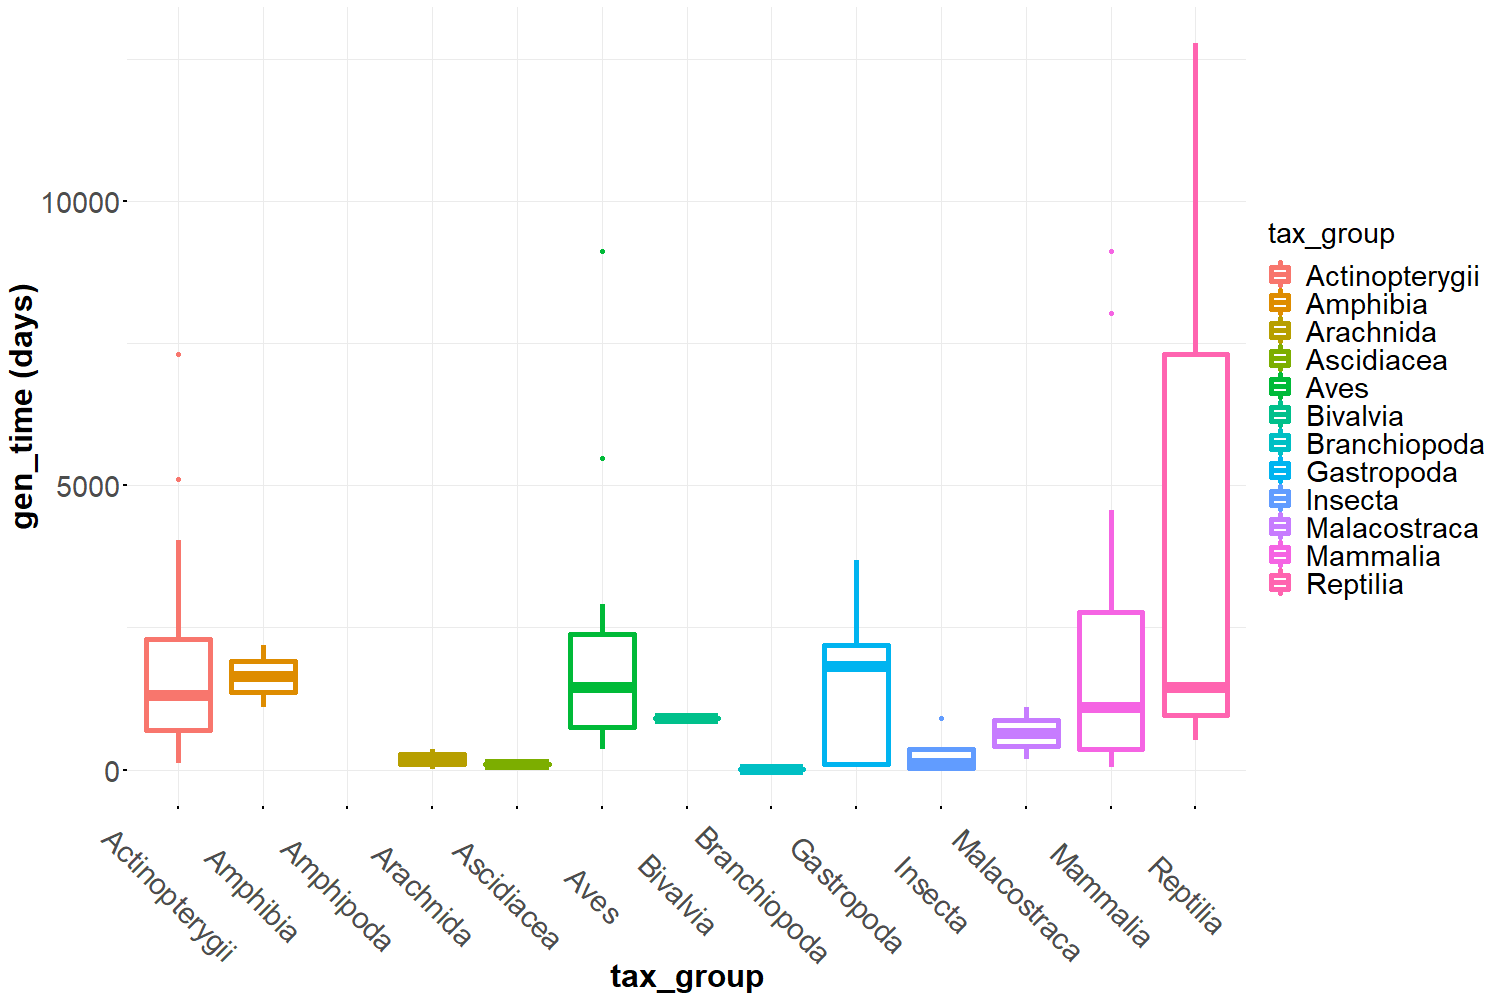 gen_time (days)
10000
5000
0
Actinopterygii
Amphibia
Amphipoda
Arachnida
Ascidiacea
Aves
Bivalvia
Branchiopoda
Gastropoda
Insecta
Malacostraca
Mammalia
Reptilia
tax_group
tax_group
Actinopterygii
Amphibia
Arachnida
Ascidiacea
Aves
Bivalvia
Branchiopoda
Gastropoda
Insecta
Malacostraca
Mammalia
Reptilia